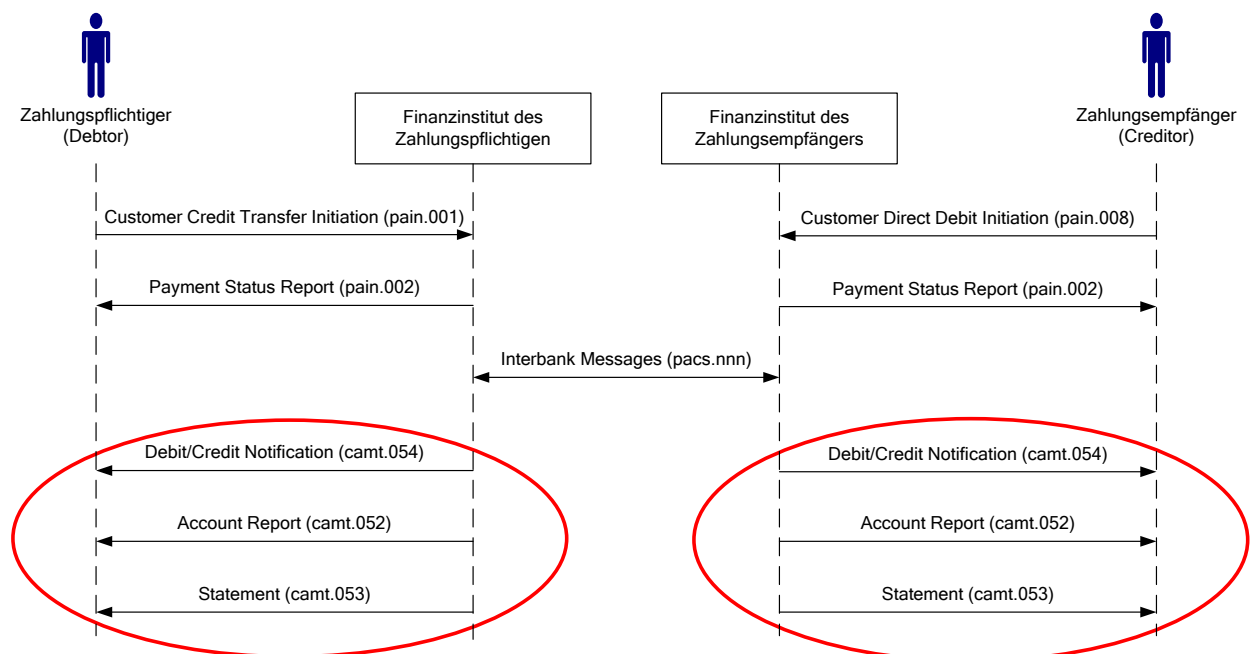 Zahlungspflichtiger
(Debtor)
Finanzinstitut des
Zahlungspflichtigen
Finanzinstitut des
Zahlungsempfängers
Zahlungsempfänger
(Creditor)
Customer Credit Transfer Initiation (pain.001)
Customer Direct Debit Initiation (pain.008)
Payment Status Report (pain.002)
Payment Status Report (pain.002)
Interbank Messages (pacs.nnn)
Debit/Credit Notification (camt.054)
Debit/Credit Notification (camt.054)
Account Report (camt.052)
Account Report (camt.052)
Statement (camt.053)
Statement (camt.053)